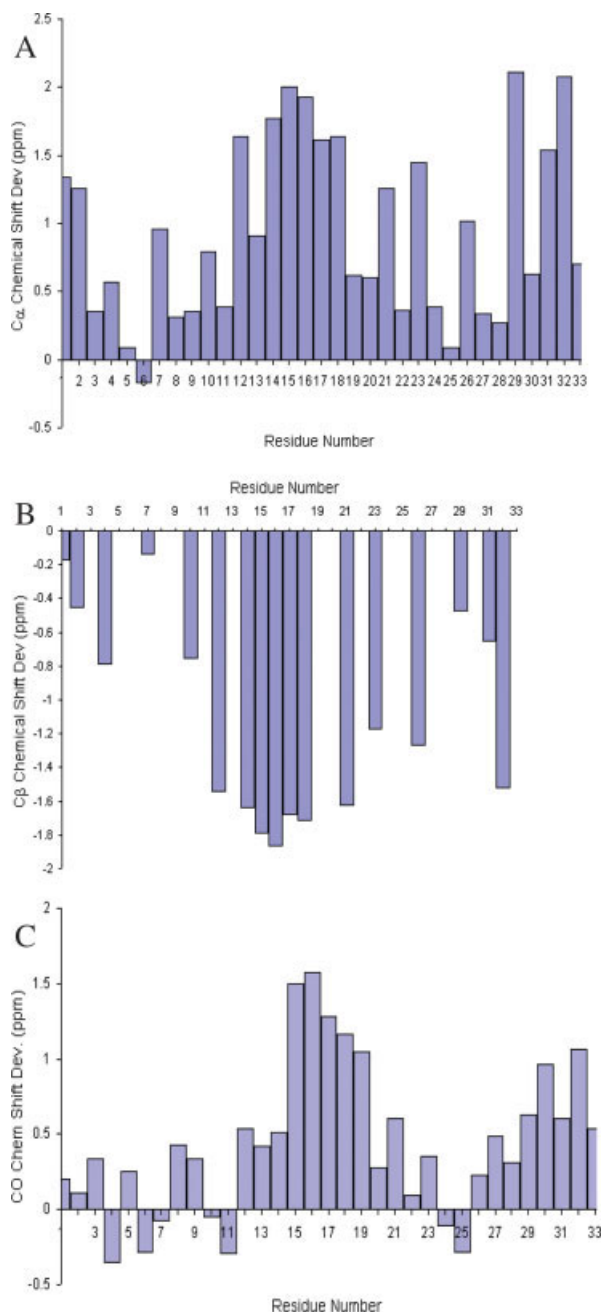 A
Cα Chemical Shift Dev (ppm)
2.5
2
1.5
1
0.5
0
-0.5
2 3 4 5 6 7 8 9 10 11 12 13 14 15 16 17 18 19 20 21 22 23 24 25 26 27 28 29 30 31 32 33
Residue Number
B
Residue Number
1 3 5 7 9 11 13 15 17 19 21 23 25 27 29 31 33
Cβ Chemical Shift Dev (ppm)
0
-0.2
-0.4
-0.6
-0.8
-1
-1.2
-1.4
-1.6
-1.8
-2
C
CO Chem Shift Dev. (ppm)
2
1.5
1
0.5
0
-0.5
3 5 7 9 11 13 15 17 19 21 23 25 27 29 31 33
Residue Number